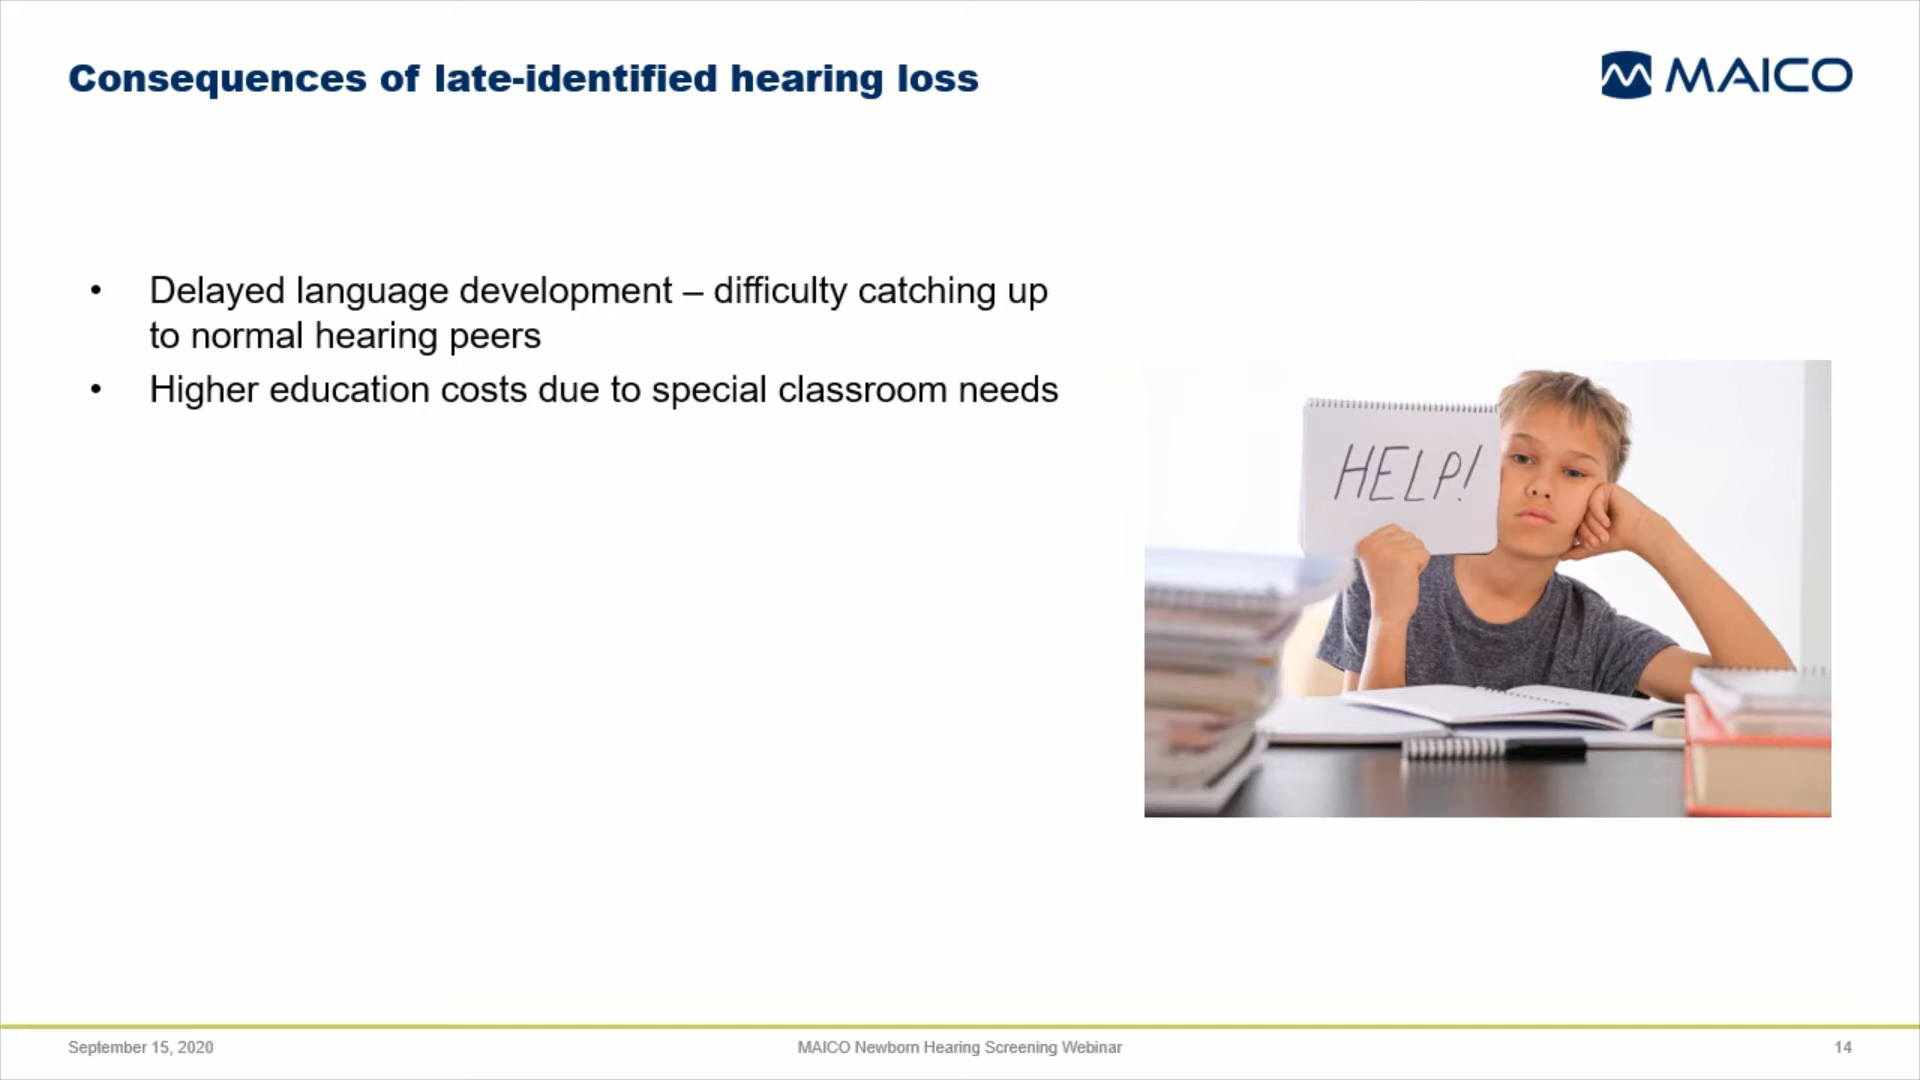 Consequences of late-identified hearing loss
MAICO
• Delayed language development – difficulty catching up
to normal hearing peers
• Higher education costs due to special classroom needs
HELP!
September 15, 2020
MAICO Newborn Hearing Screening Webinar
14